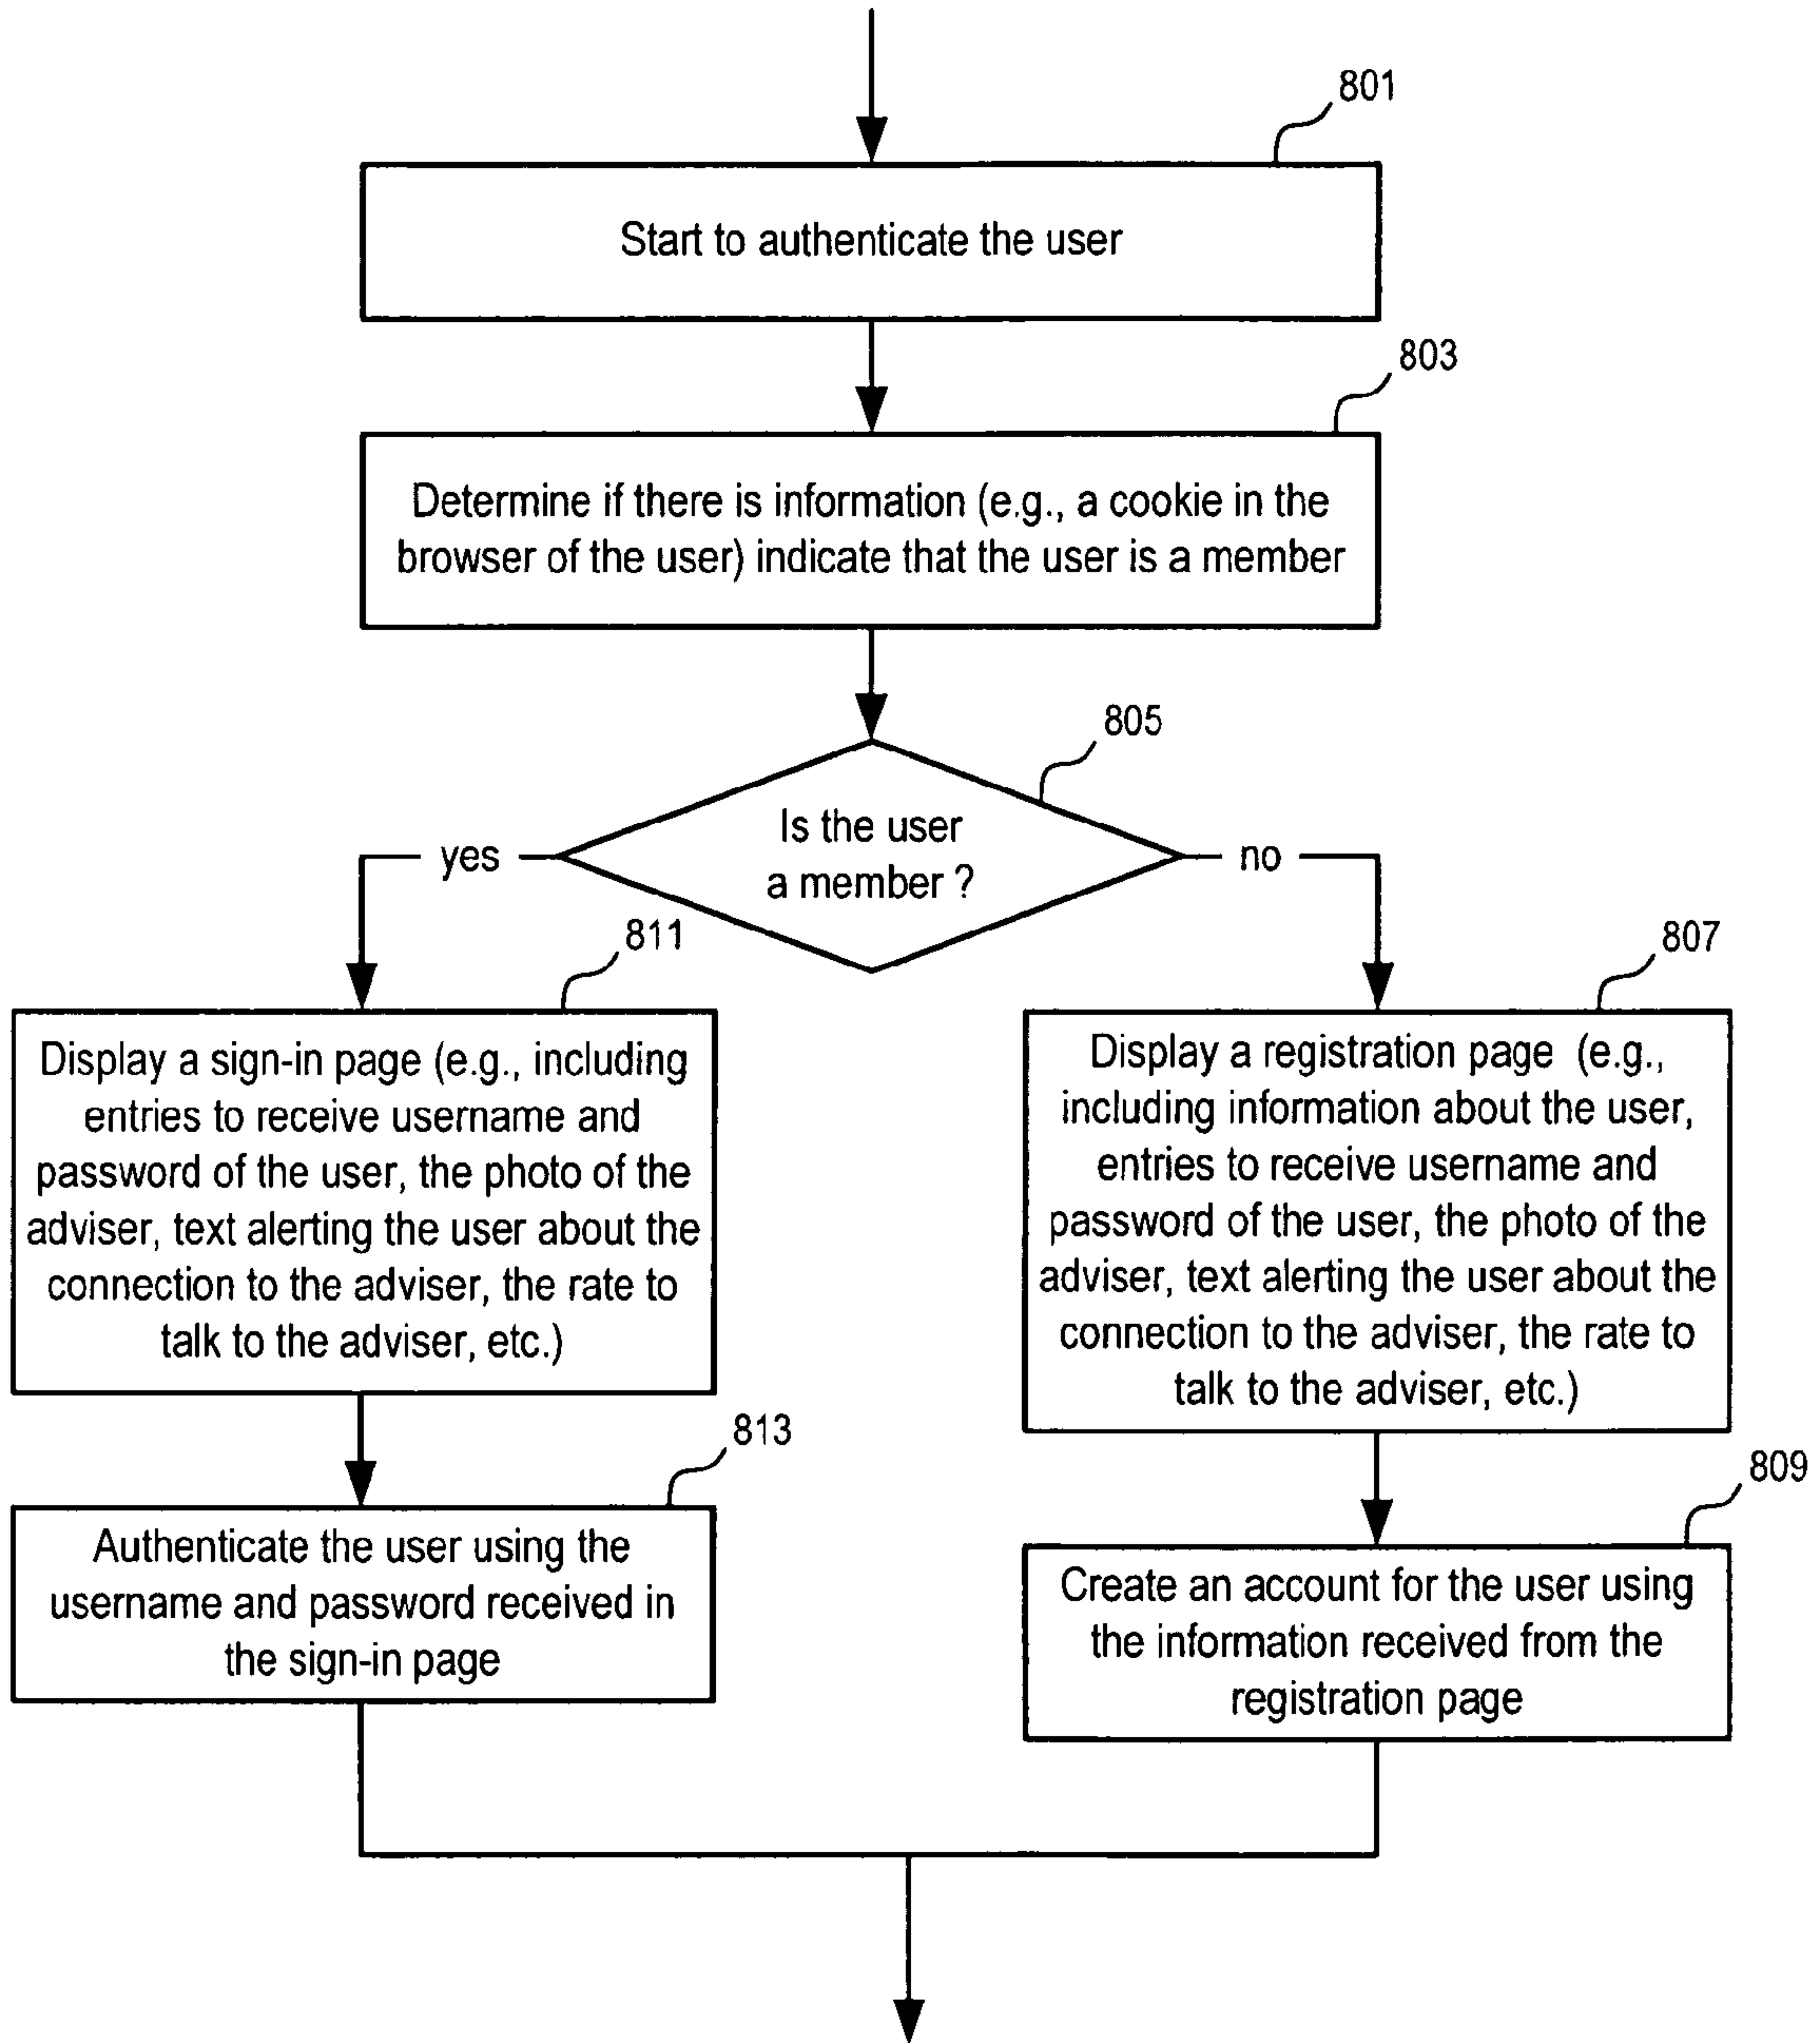 801
Start to authenticate the user
803
Determine if there is information (e.g., a cookie in the
browser of the user) indicate that the user is a member
805
Is the user
a member ?
yes
no
811
Display a sign-in page (e.g., including
entries to receive username and
password of the user, the photo of the
adviser, text alerting the user about the
connection to the adviser, the rate to
talk to the adviser, etc.)
807
Display a registration page (e.g.,
including information about the user,
entries to receive username and
password of the user, the photo of the
adviser, text alerting the user about the
connection to the adviser, the rate to
talk to the adviser, etc.)
813
Authenticate the user using the
username and password received in
the sign-in page
809
Create an account for the user using
the information received from the
registration page